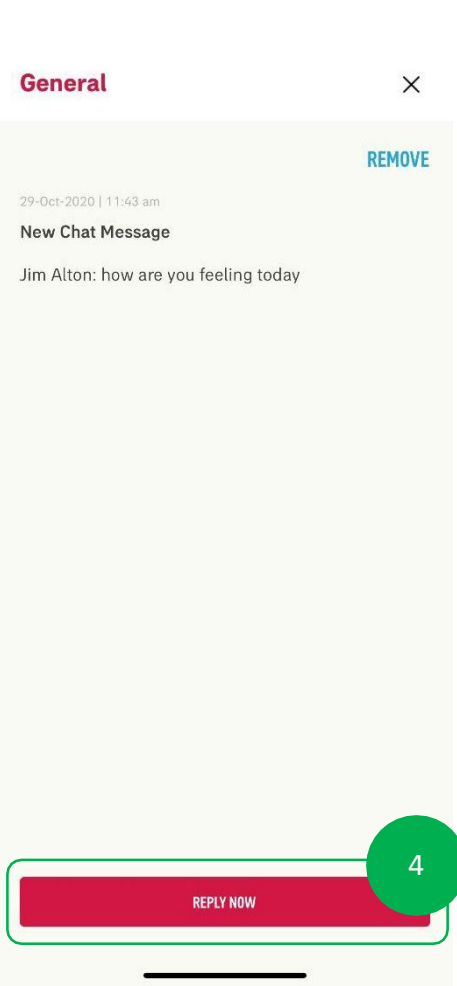 General
REMOVE
29-Oct-2020 | 11:43 am
New Chat Message
Jim Alton: how are you feeling today
4
REPLY NOW